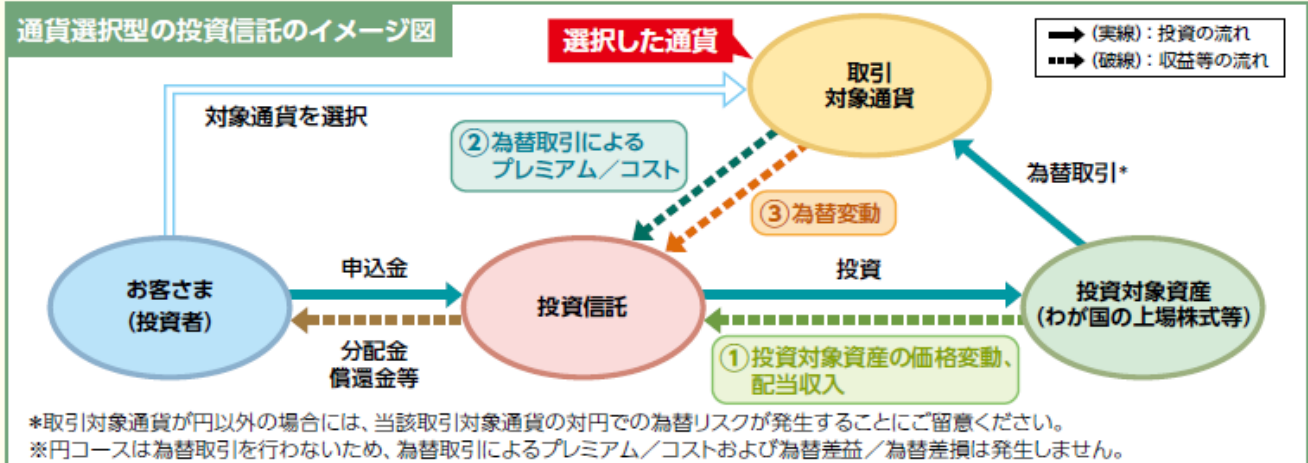 通貨選択型の投資信託のイメージ図
選択した通貨
(実線)：投資の流れ
(破線)：収益等の流れ
取引
対象通貨
対象通貨を選択
②為替取引による
プレミアム／コスト
為替取引*
③為替変動
お客さま
(投資者)
申込金
投資信託
投資
投資対象資産
(わが国の上場株式等)
分配金
償還金等
①投資対象資産の価格変動、
配当収入
*取引対象通貨が円以外の場合には、当該取引対象通貨の対円での為替リスクが発生することにご留意ください。
※円コースは為替取引を行わないため、為替取引によるプレミアム／コストおよび為替差益／為替差損は発生しません。